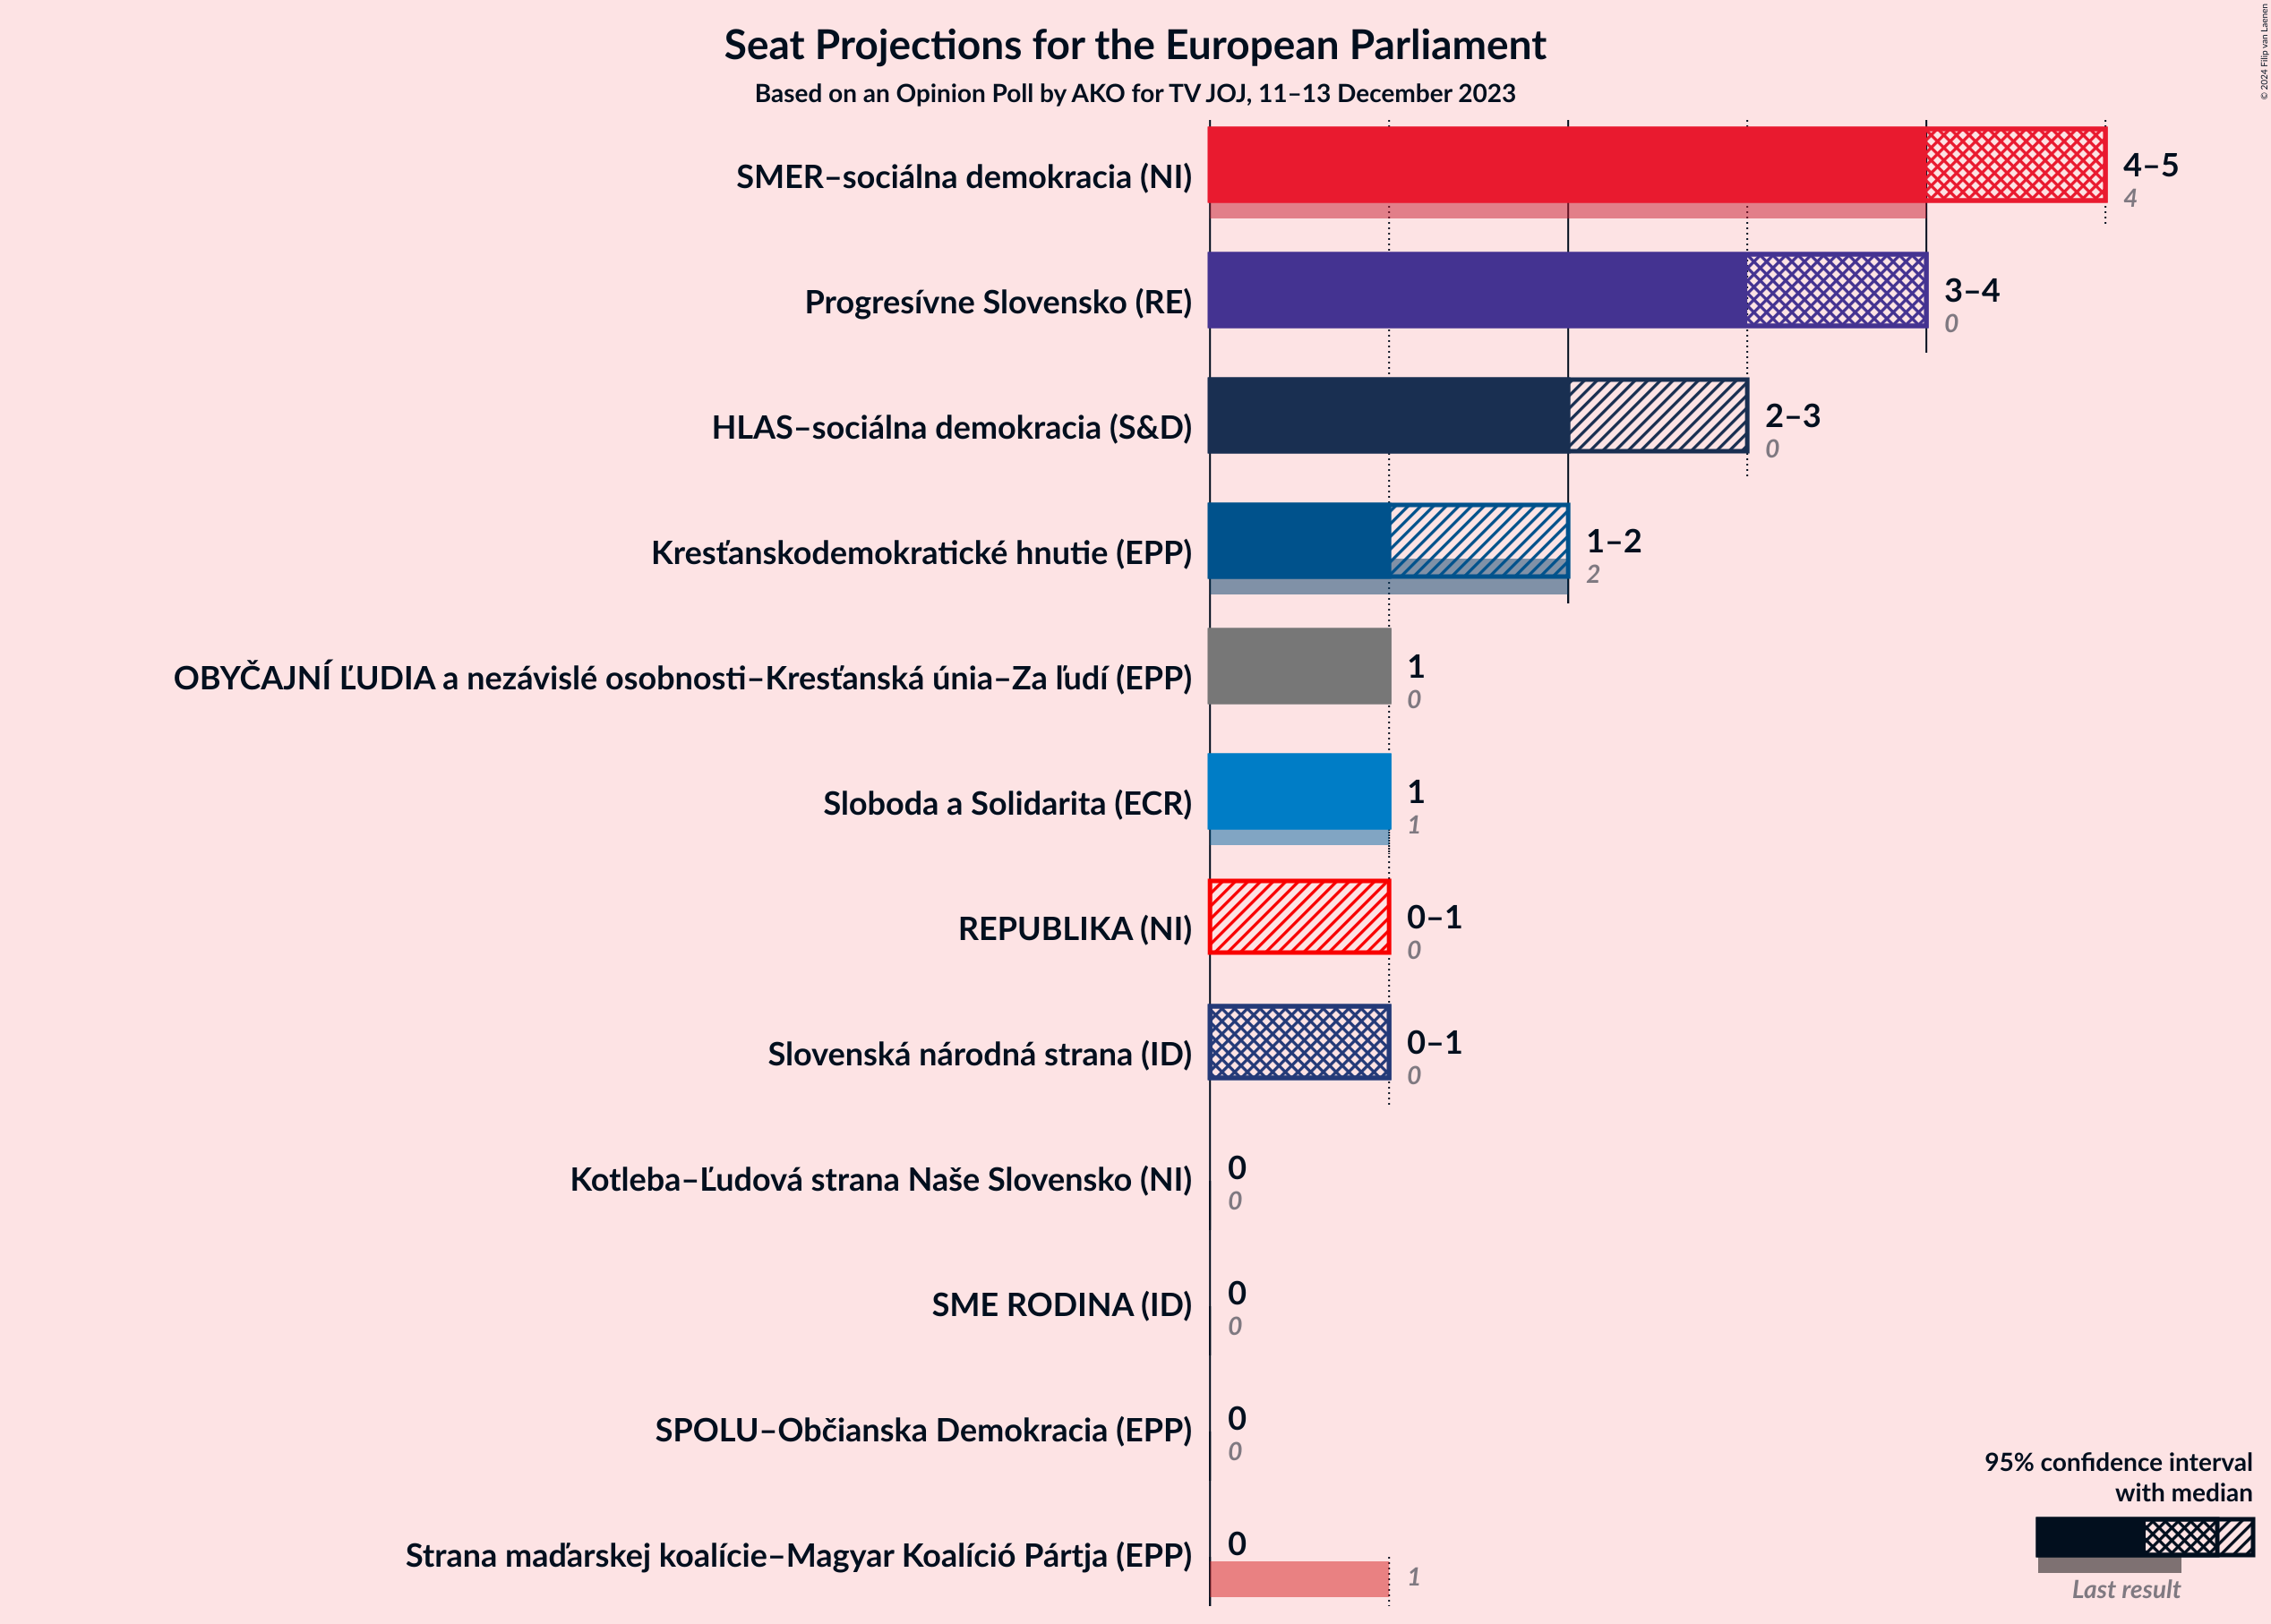 Seat Projections for the European Parliament
Based on an Opinion Poll by AKO for TV JOJ, 11–13 December 2023
© 2024 Filip van Laenen
SMER–sociálna demokracia (NI)
4–5
4
Progresívne Slovensko (RE)
3–4
0
HLAS–sociálna demokracia (S&D)
2–3
0
Kresťanskodemokratické hnutie (EPP)
1–2
2
OBYČAJNÍ ĽUDIA a nezávislé osobnosti–Kresťanská únia–Za ľudí (EPP)
1
0
Sloboda a Solidarita (ECR)
1
1
REPUBLIKA (NI)
0–1
0
Slovenská národná strana (ID)
0–1
0
Kotleba–Ľudová strana Naše Slovensko (NI)
0
0
SME RODINA (ID)
0
0
SPOLU–Občianska Demokracia (EPP)
0
0
Strana maďarskej koalície–Magyar Koalíció Pártja (EPP)
0
1
95% confidence interval
with median
Last result